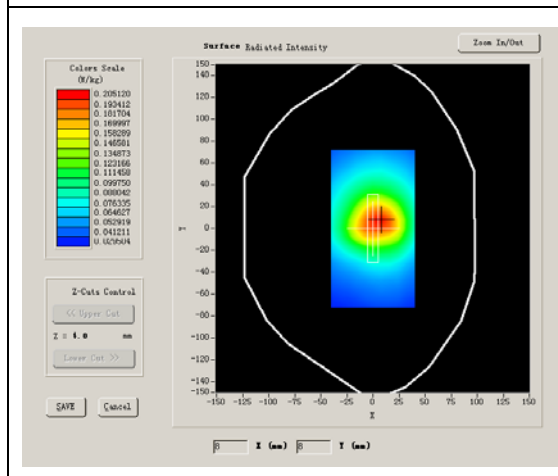 Surface Radiated Intensity
Zoom In/Out
Colors Scale
(W/kg)
0.205120
0.193412
0.181704
0.169997
0.158289
0.146581
0.134873
0.123166
0.111458
0.099750
0.088042
0.076335
0.064627
0.052919
0.041211
0.029504
Z-Cuts Control
<< Upper Cut
Z = 4.0 mm
Lower Cut >>
SAVE
Cancel
150
140
120
100
80
60
40
20
0
-20
-40
-60
-80
-100
-120
-140
-150
Y
-150 -125 -100 -75 -50 -25 0 25 50 75 100 125 150
X
8 X (mm) 8 Y (mm)